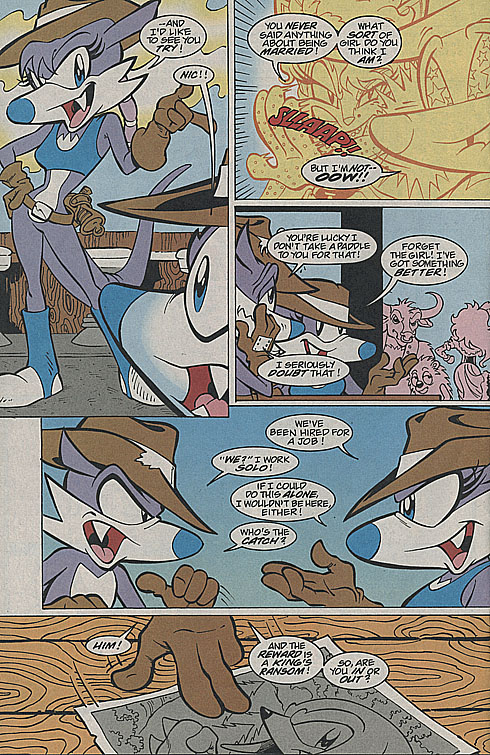 --AND
I'D LIKE
TO SEE YOU
TRY!
NIC!!
YOU NEVER
SAID ANYTHING
ABOUT BEING
MARRIED!
WHAT
SORT OF
GIRL DO YOU
THINK I
AM?
SLAAP!!
BUT I'M NOT--
OOW!!
YOU'RE LUCKY I
DON'T TAKE A PADDLE
TO YOU FOR THAT!
FORGET
THE GIRL! I'VE
GOT SOMETHING
BETTER!
I SERIOUSLY
DOUBT THAT!
WE'VE
BEEN HIRED FOR
A JOB!
"WE?" I WORK
SOLO!
IF I COULD
DO THIS ALONE,
I WOULDN'T BE HERE,
EITHER!
WHO'S THE
CATCH?
HIM!
AND THE
REWARD IS
A KING'S
RANSOM!
SO, ARE
YOU IN OR
OUT?